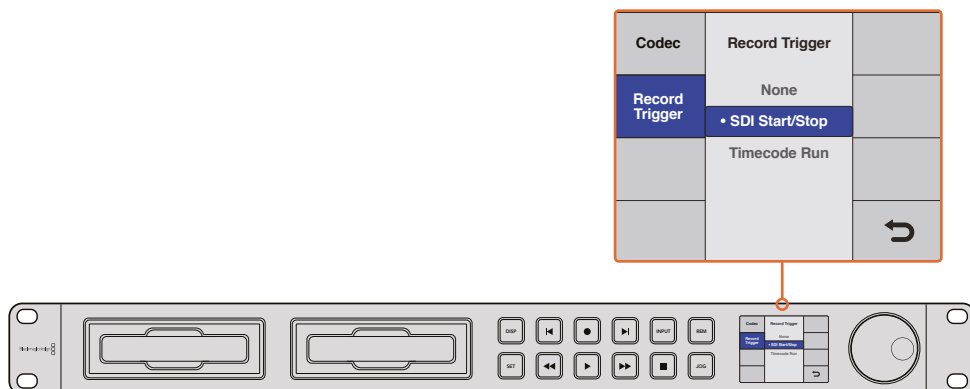 Codec
Record Trigger
Record
Trigger
None
• SDI Start/Stop
Timecode Run
DISP
INPUT
REM
SET
JOG
Codec
Record Trigger
Record
Trigger
None
• SDI Start/Stop
Timecode Run